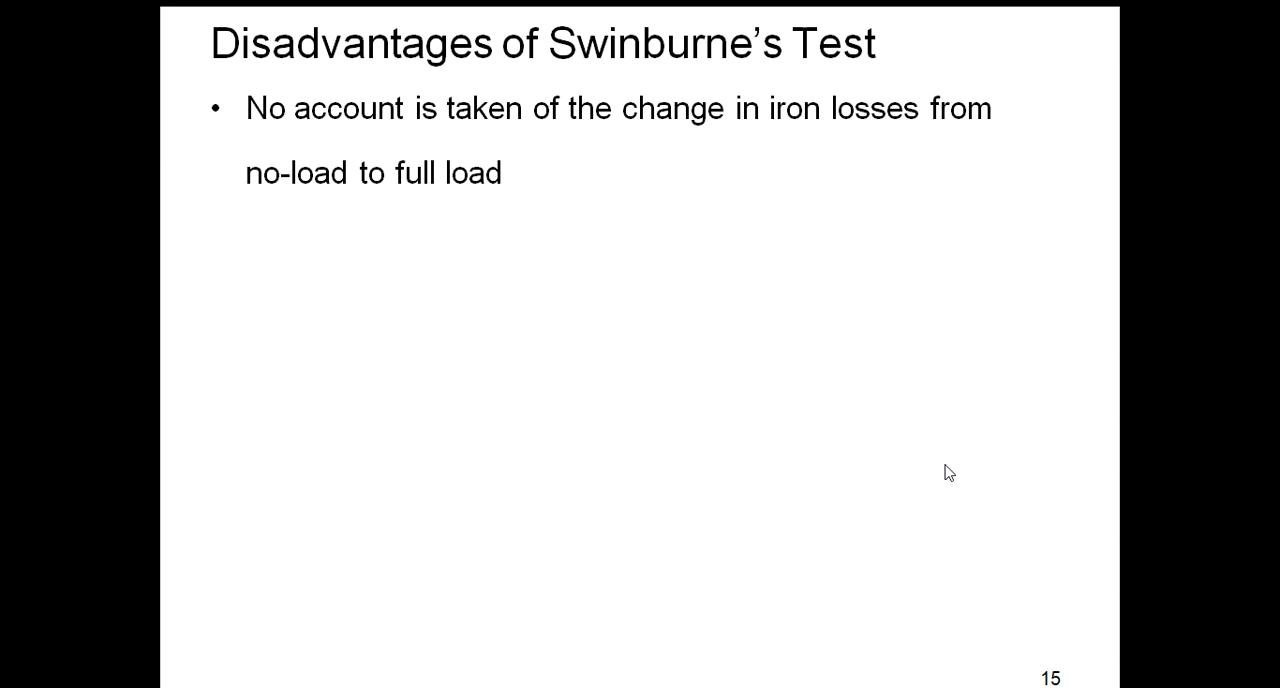 Disadvantages of Swinburne’s Test
• No account is taken of the change in iron losses from
no-load to full load
15